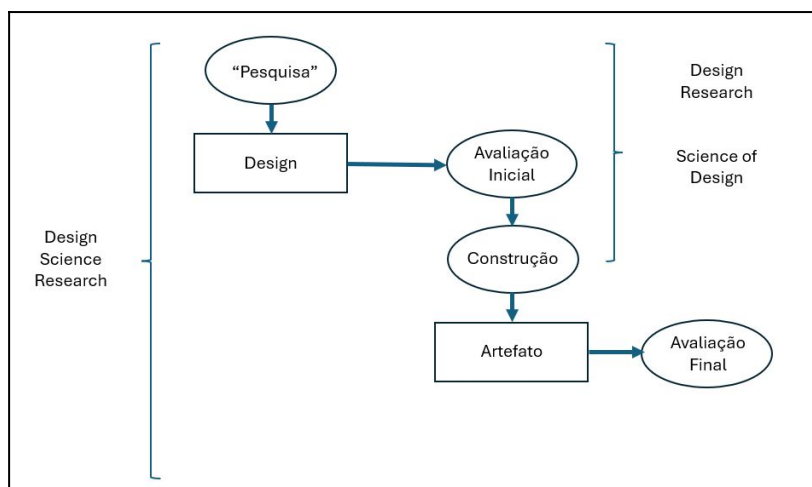 “Pesquisa”
Design
Research
Design
Avaliação
Inicial
Science of
Design
Design
Science
Research
Construção
Artefato
Avaliação
Final